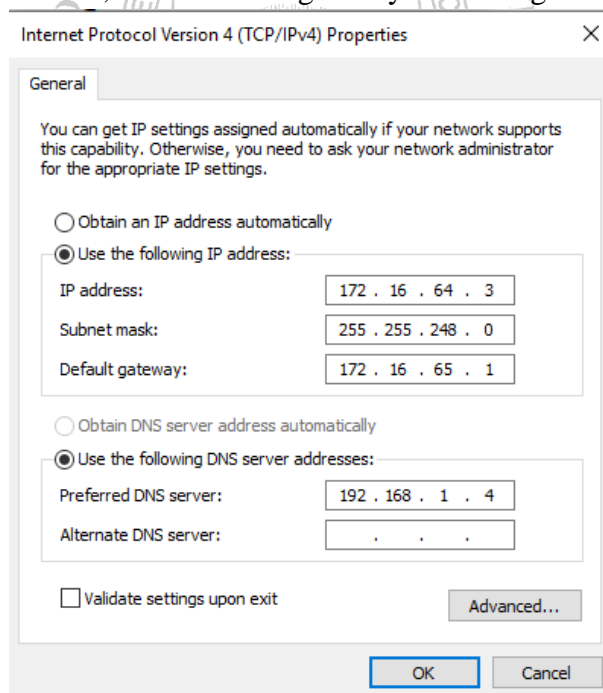 Internet Protocol Version 4 (TCP/IPv4) Properties
General
You can get IP settings assigned automatically if your network supports
this capability. Otherwise, you need to ask your network administrator
for the appropriate IP settings.
Obtain an IP address automatically
Use the following IP address:
IP address: 172 . 16 . 64 . 3
Subnet mask: 255 . 255 . 248 . 0
Default gateway: 172 . 16 . 65 . 1
Obtain DNS server address automatically
Use the following DNS server addresses:
Preferred DNS server: 192 . 168 . 1 . 4
Alternate DNS server: . . .
Validate settings upon exit
Advanced...
OK Cancel